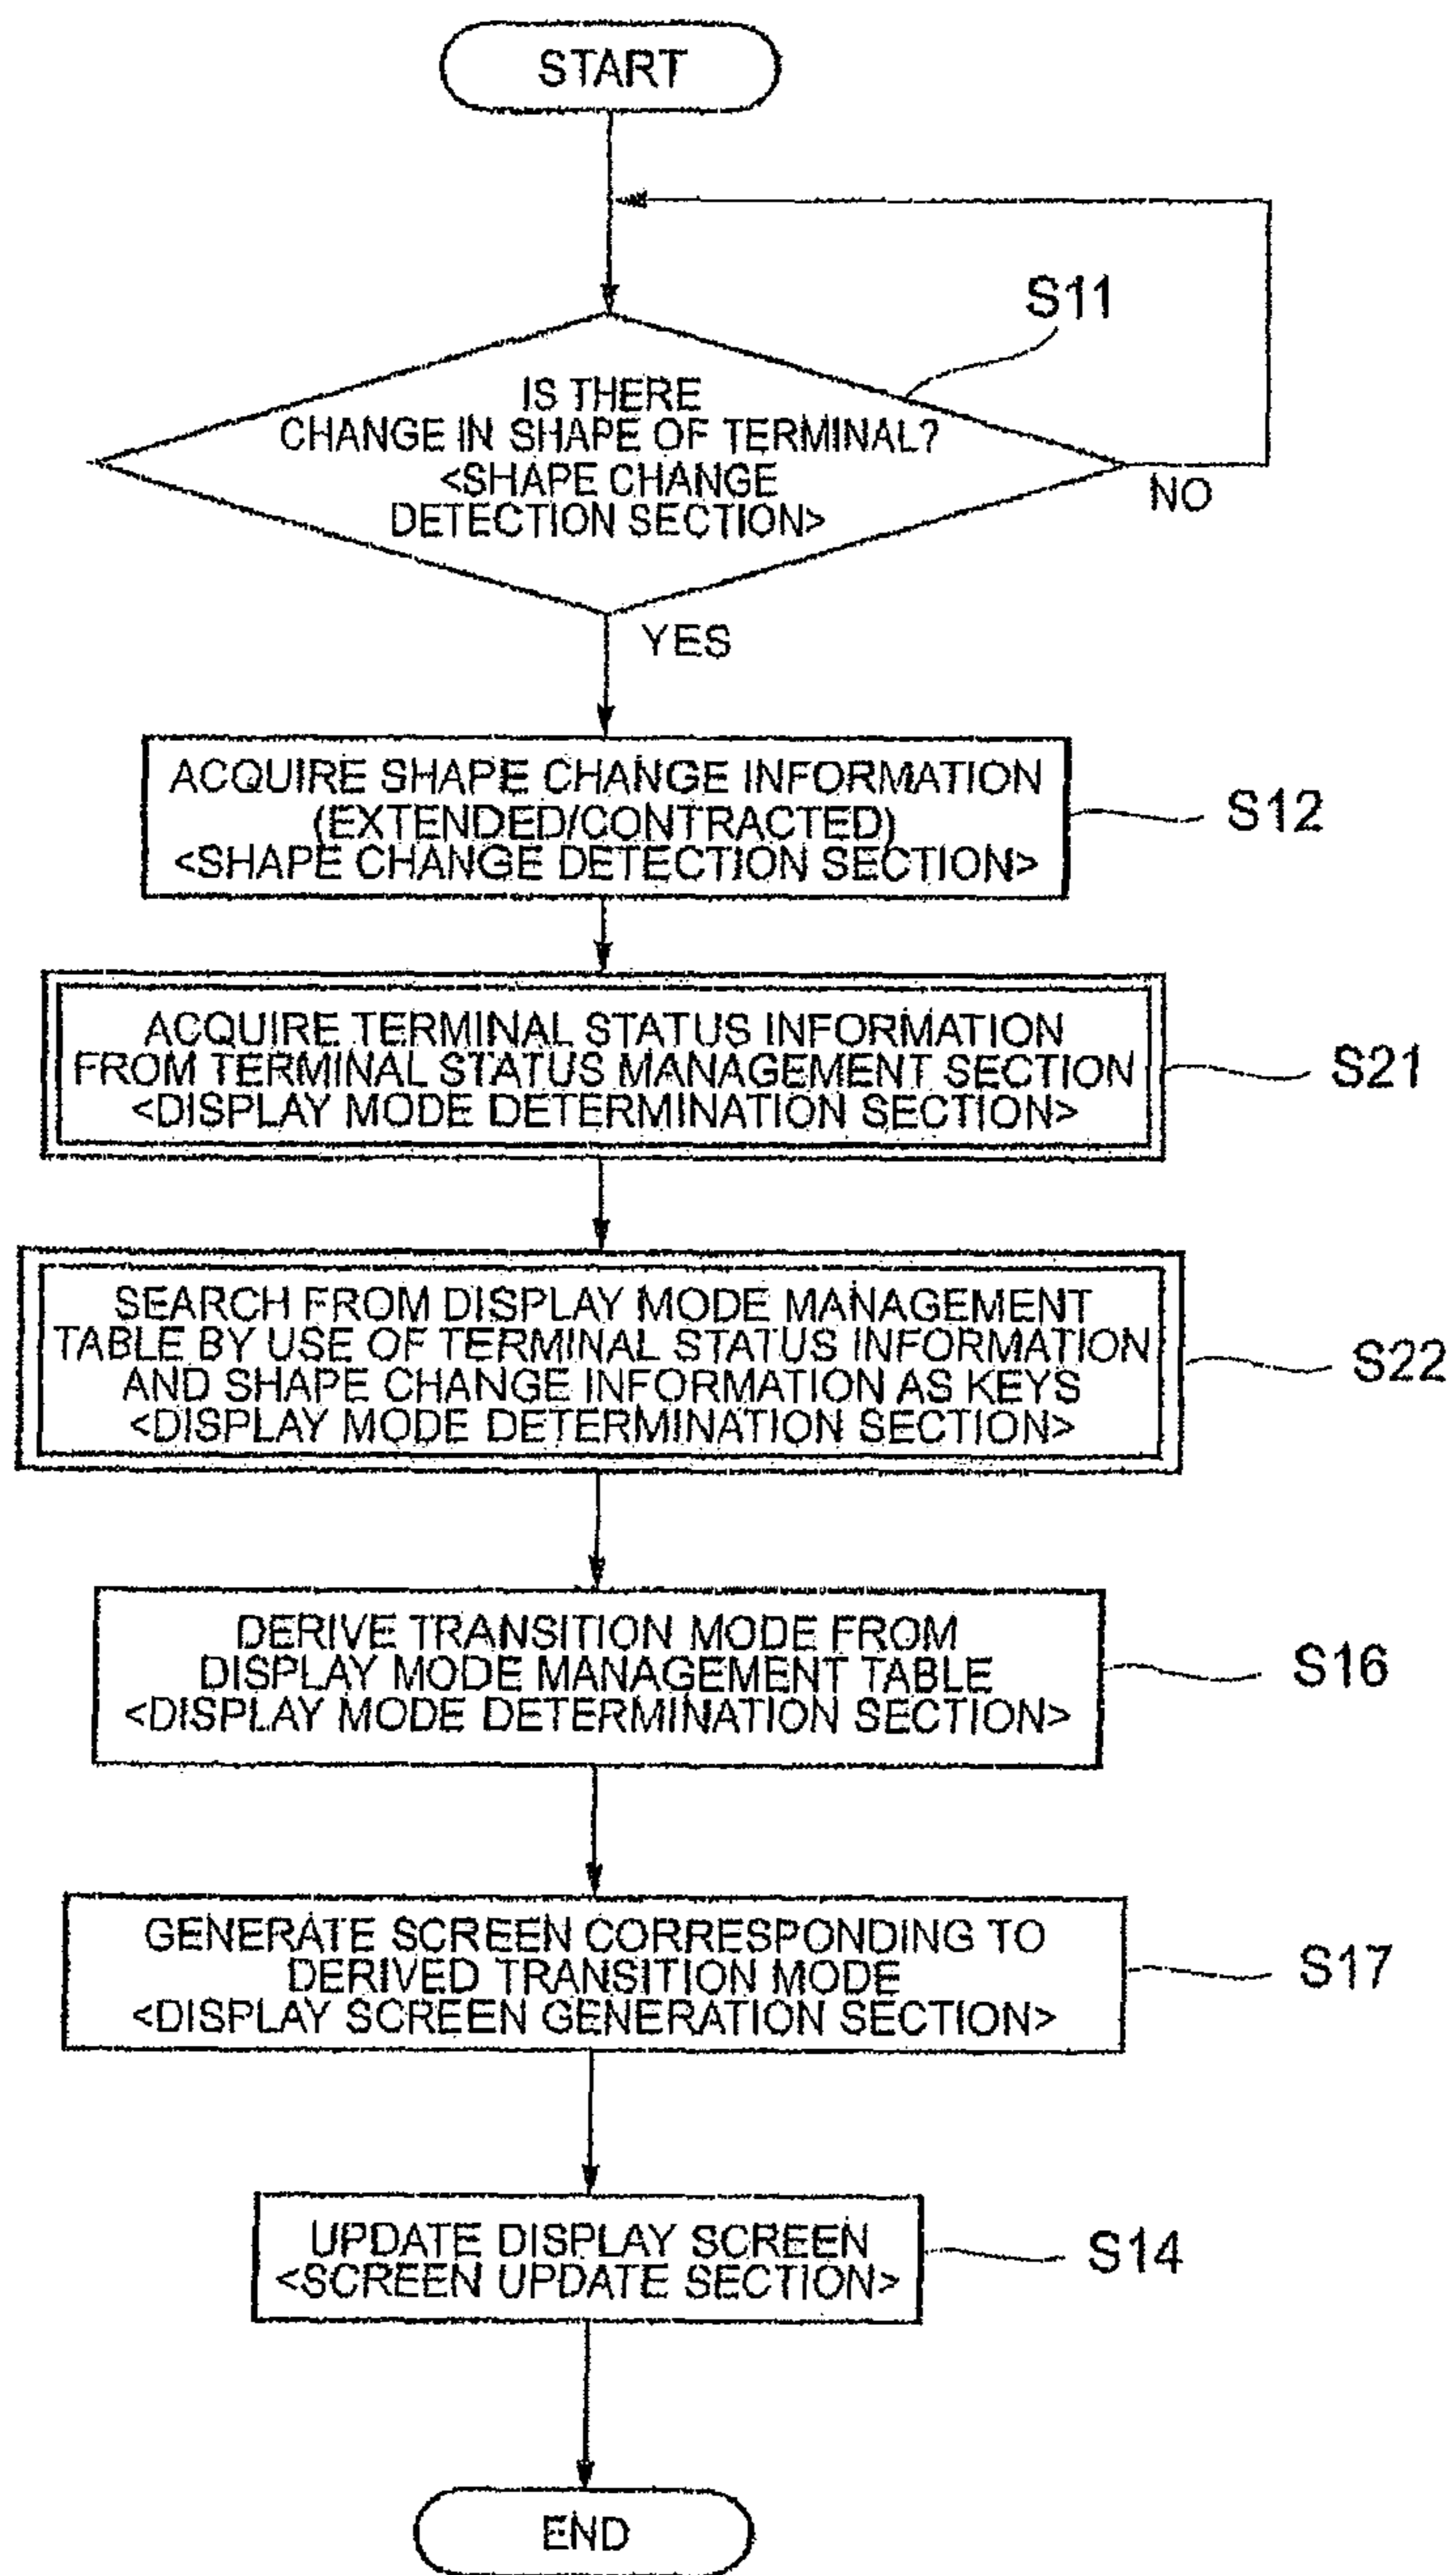 START
S11
IS THERE
CHANGE IN SHAPE OF TERMINAL?
<SHAPE CHANGE
DETECTION SECTION>
NO
YES
ACQUIRE SHAPE CHANGE INFORMATION
(EXTENDED/CONTRACTED)
<SHAPE CHANGE DETECTION SECTION>
S12
ACQUIRE TERMINAL STATUS INFORMATION
FROM TERMINAL STATUS MANAGEMENT SECTION
<DISPLAY MODE DETERMINATION SECTION>
S21
SEARCH FROM DISPLAY MODE MANAGEMENT
TABLE BY USE OF TERMINAL STATUS INFORMATION
AND SHAPE CHANGE INFORMATION AS KEYS
<DISPLAY MODE DETERMINATION SECTION>
S22
DERIVE TRANSITION MODE FROM
DISPLAY MODE MANAGEMENT TABLE
<DISPLAY MODE DETERMINATION SECTION>
S16
GENERATE SCREEN CORRESPONDING TO
DERIVED TRANSITION MODE
<DISPLAY SCREEN GENERATION SECTION>
S17
UPDATE DISPLAY SCREEN
<SCREEN UPDATE SECTION>
S14
END